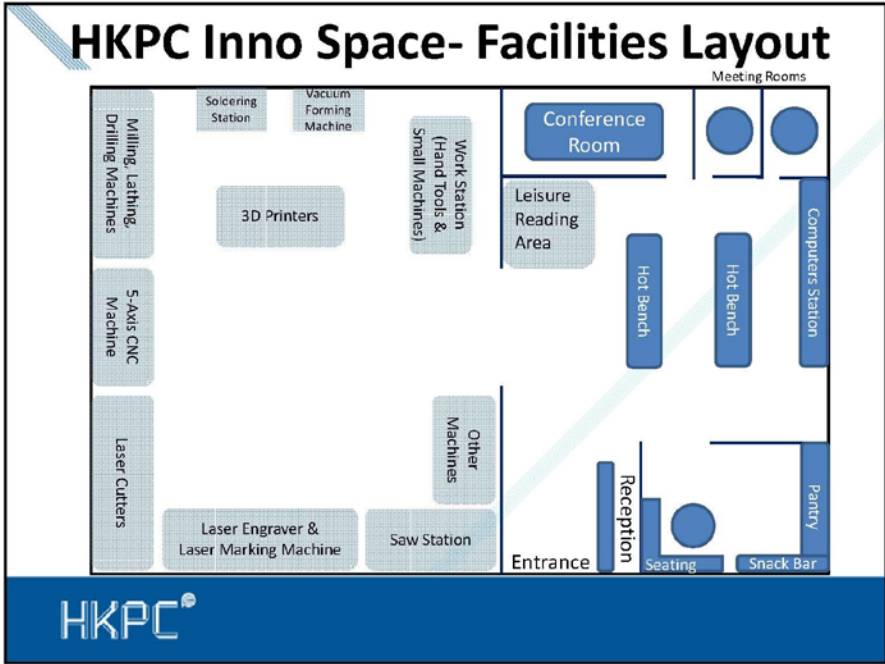 HKPC Inno Space- Facilities Layout
Meeting Rooms
Milling, Lathing,
Drilling Machines
Soldering
Station
Vacuum
Forming
Machine
Work Station
(Hand Tools &
Small Machines)
Conference
Room
3D Printers
Leisure
Reading
Area
Hot Bench
Hot Bench
Computers Station
5-Axis CNC
Machine
Laser Cutters
Other
Machines
Laser Engraver &
Laser Marking Machine
Saw Station
Entrance
Reception
Seating
Pantry
Snack Bar
HKPC